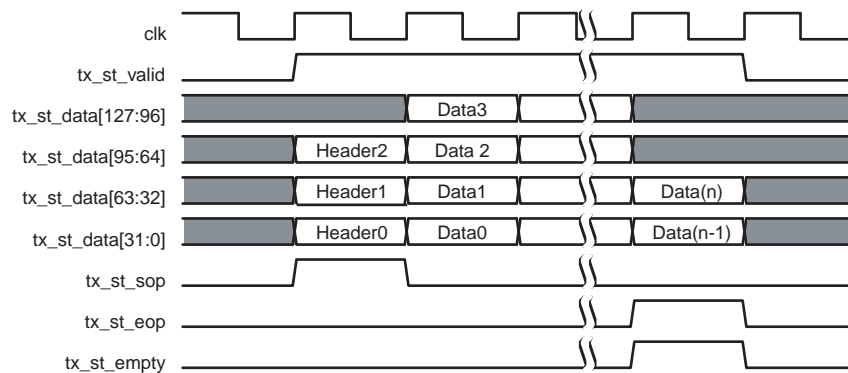 clk
tx_st_valid
tx_st_data[127:96] Data3
tx_st_data[95:64] Header2 Data 2
tx_st_data[63:32] Header1 Data1 Data(n)
tx_st_data[31:0] Header0 Data0 Data(n-1)
tx_st_sop
tx_st_eop
tx_st_empty